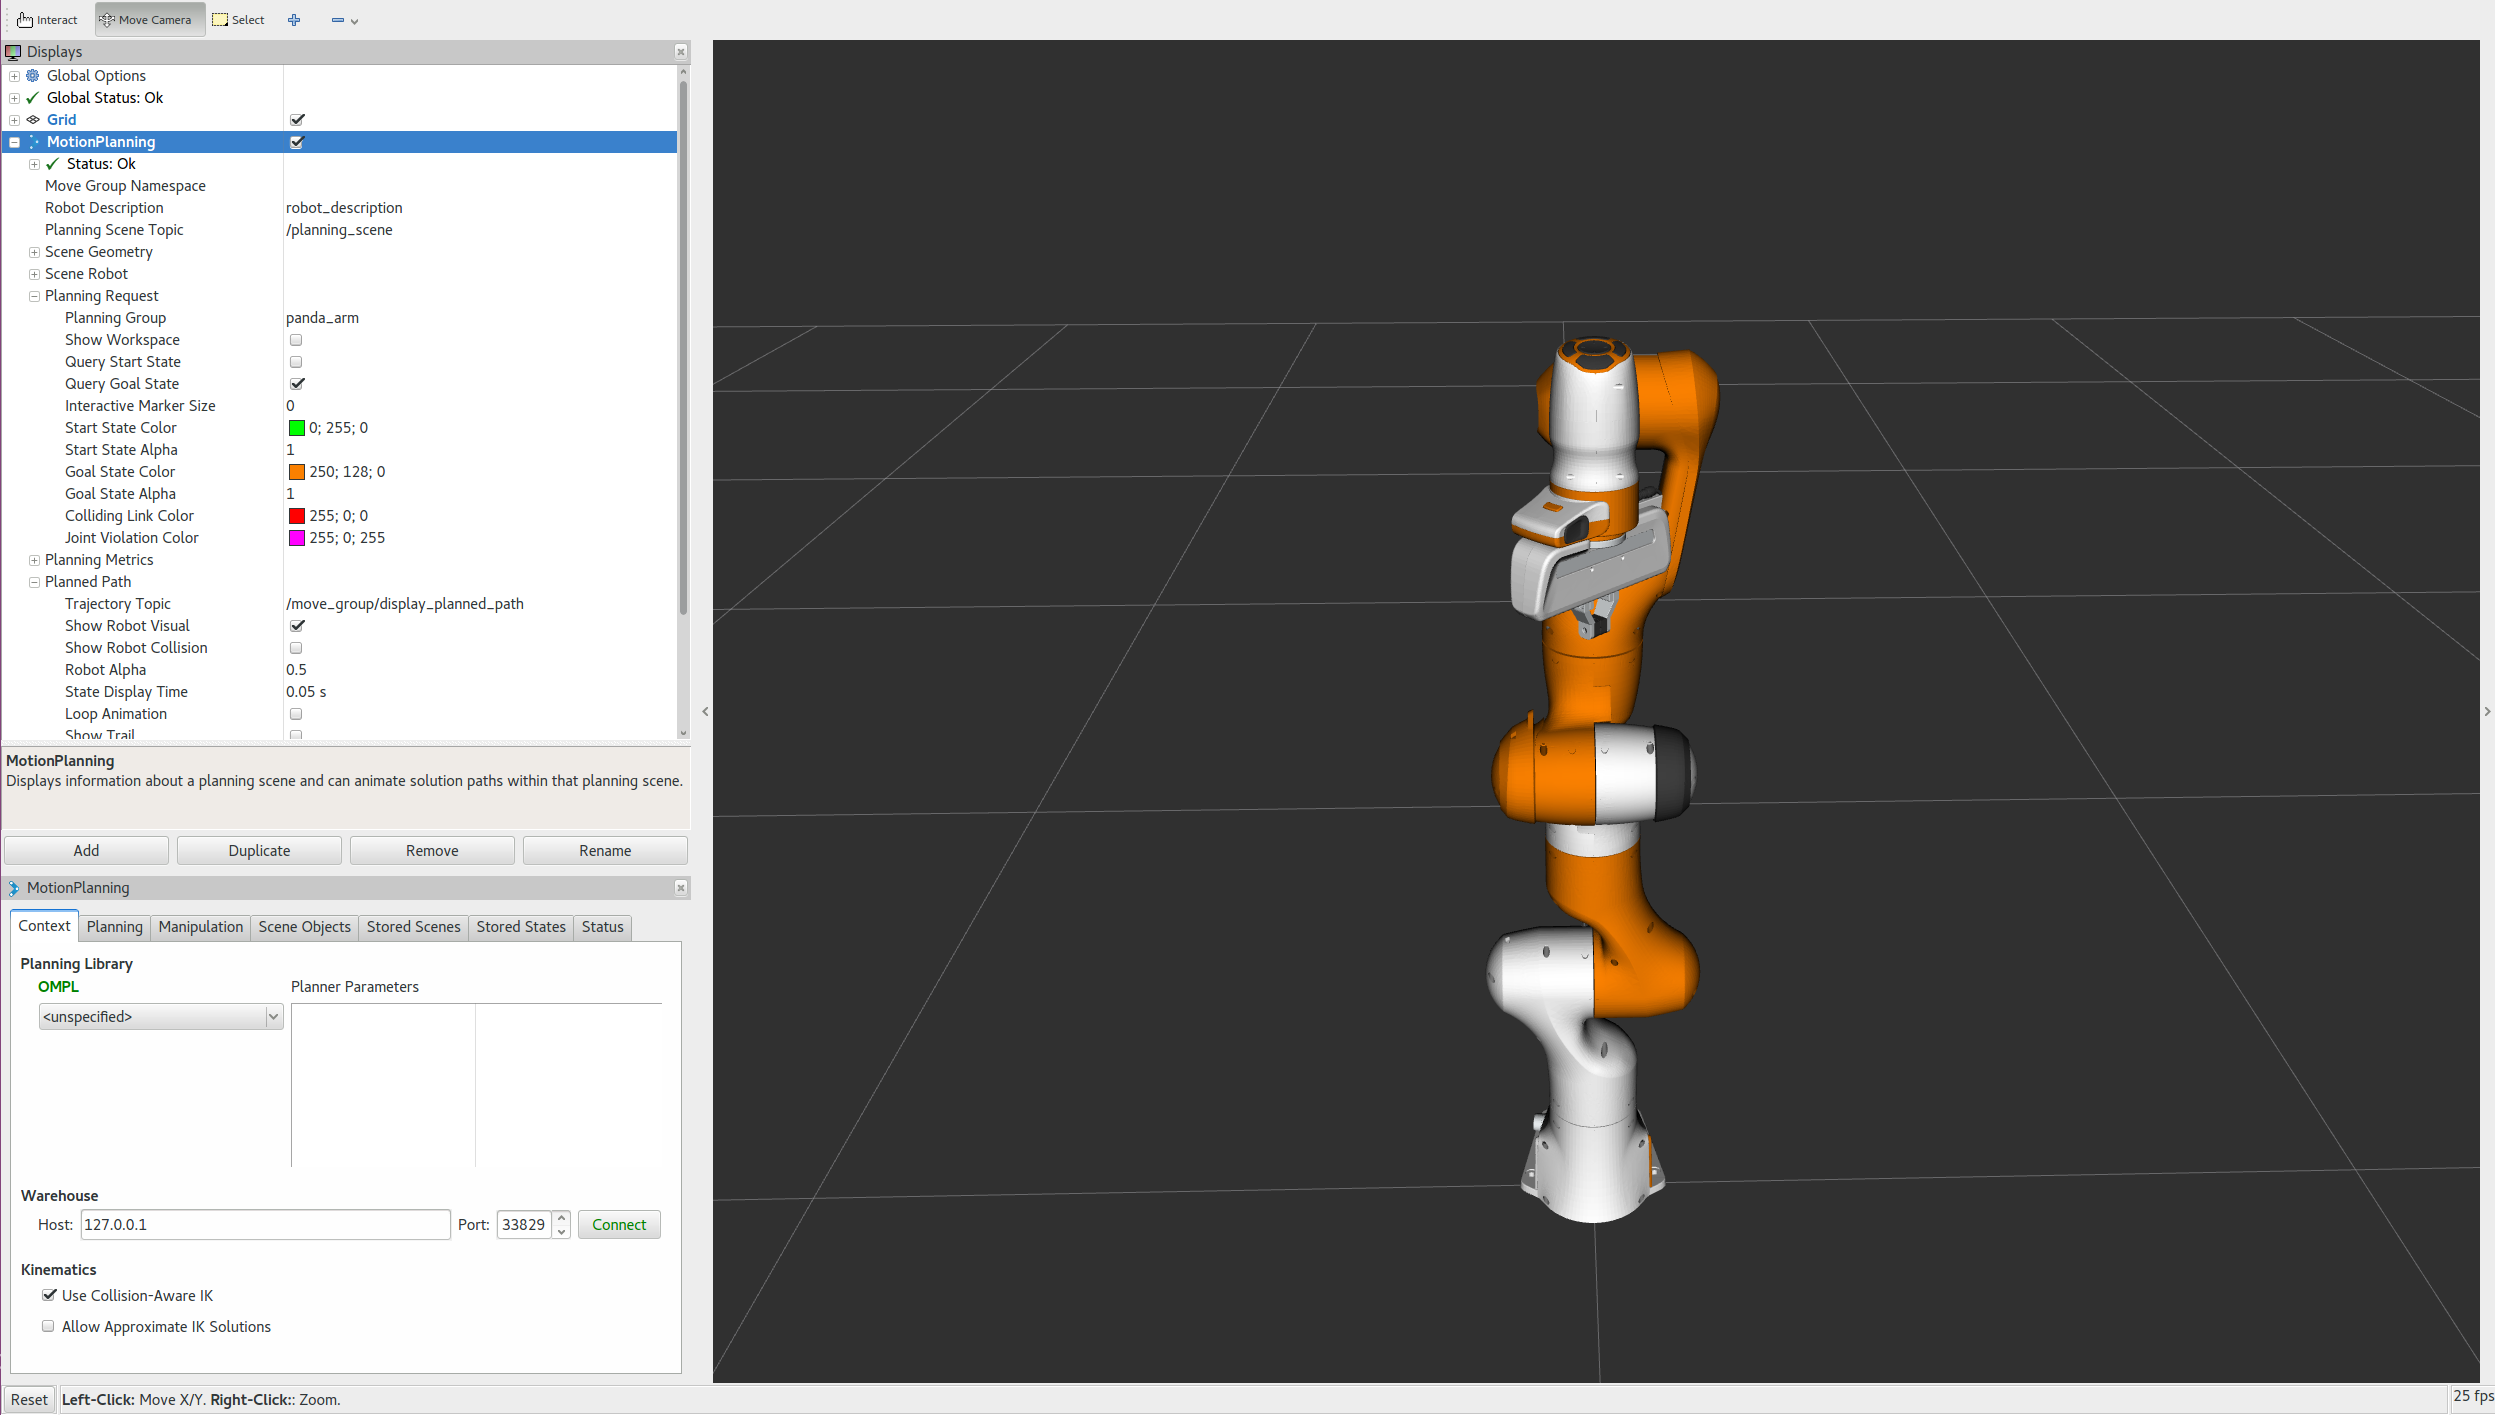 Interact Move Camera Select
Displays
Global Options
Global Status: Ok
Grid
MotionPlanning
Status: Ok
Move Group Namespace
Robot Description robot_description
Planning Scene Topic /planning_scene
Scene Geometry
Scene Robot
Planning Request
Planning Group panda_arm
Show Workspace
Query Start State
Query Goal State
Interactive Marker Size 0
Start State Color 0; 255; 0
Start State Alpha 1
Goal State Color 250; 128; 0
Goal State Alpha 1
Colliding Link Color 255; 0; 0
Joint Violation Color 255; 0; 255
Planning Metrics
Planned Path
Trajectory Topic /move_group/display_planned_path
Show Robot Visual
Show Robot Collision
Robot Alpha 0.5
State Display Time 0.05 s
Loop Animation
Show Trail
MotionPlanning
Displays information about a planning scene and can animate solution paths within that planning scene.
Add Duplicate Remove Rename
MotionPlanning
Context Planning Manipulation Scene Objects Stored Scenes Stored States Status
Planning Library
OMPL Planner Parameters
<unspecified>
Warehouse
Host: 127.0.0.1 Port: 33829 Connect
Kinematics
Use Collision-Aware IK
Allow Approximate IK Solutions
Reset Left-Click: Move X/Y. Right-Click:: Zoom. 25 fps